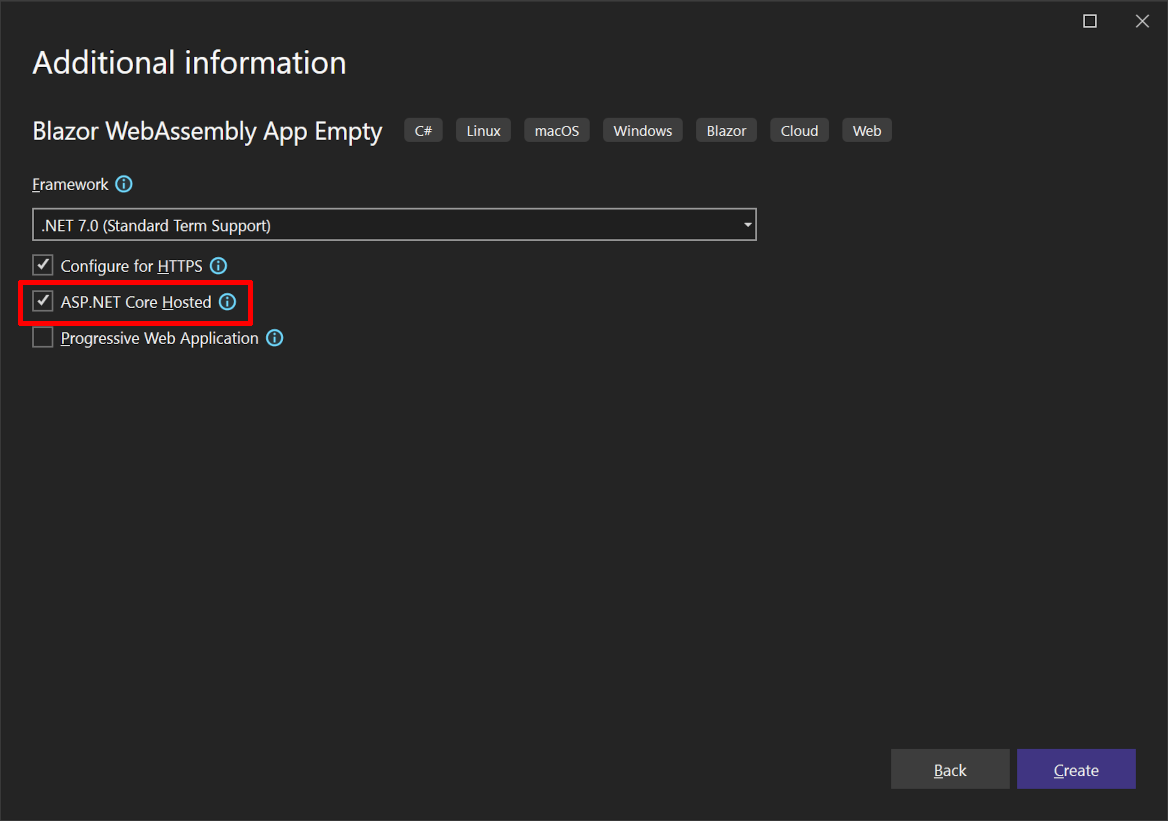 Additional information
Blazor WebAssembly App Empty C# Linux macOS Windows Blazor Cloud Web
Framework
.NET 7.0 (Standard Term Support)
Configure for HTTPS
ASP.NET Core Hosted
Progressive Web Application
Back Create